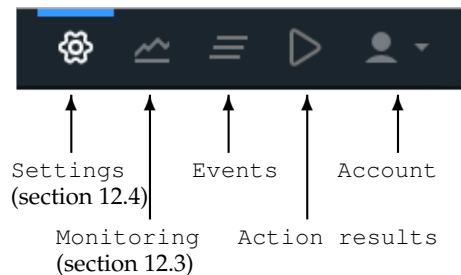 Settings Events Account
(section 12.4)
Monitoring Action results
(section 12.3)